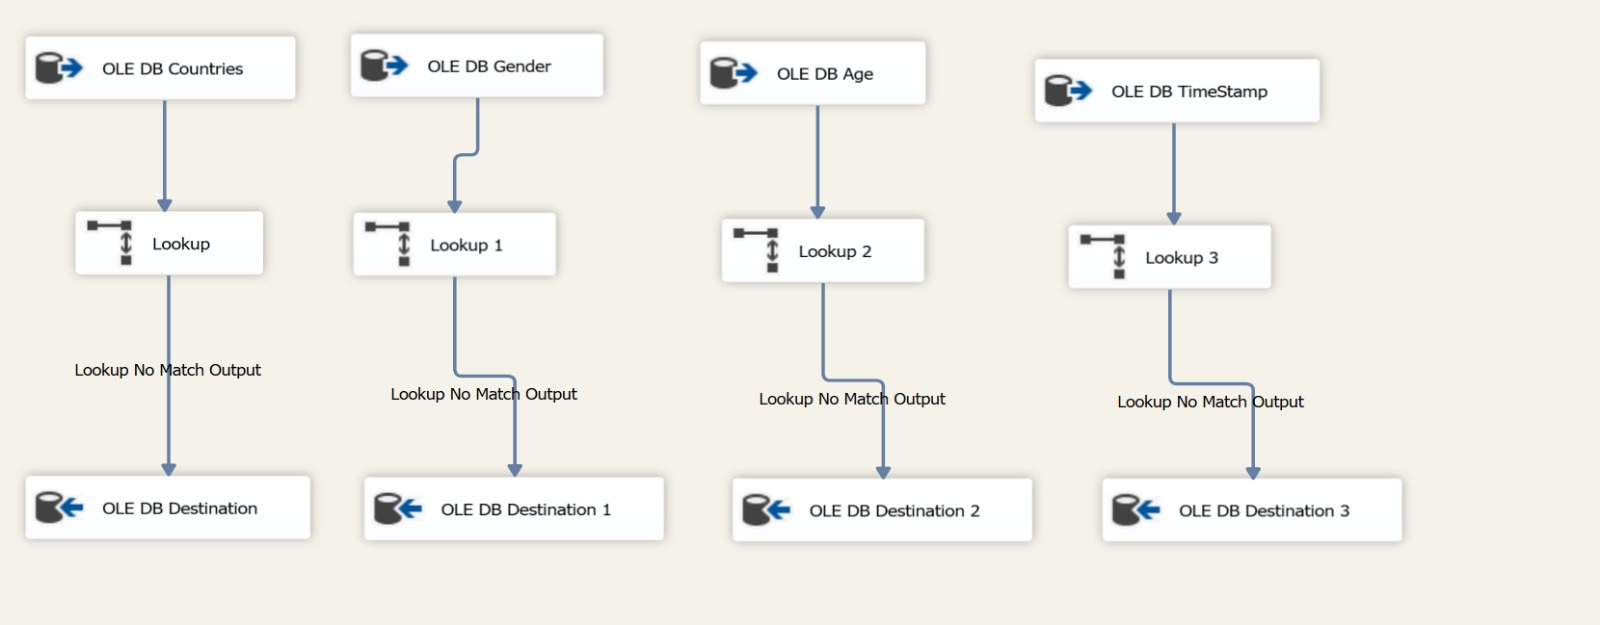 OLE DB Countries
OLE DB Gender
OLE DB Age
OLE DB TimeStamp
Lookup
Lookup 1
Lookup 2
Lookup 3
Lookup No Match Output
Lookup No Match Output
Lookup No Match Output
Lookup No Match Output
OLE DB Destination
OLE DB Destination 1
OLE DB Destination 2
OLE DB Destination 3